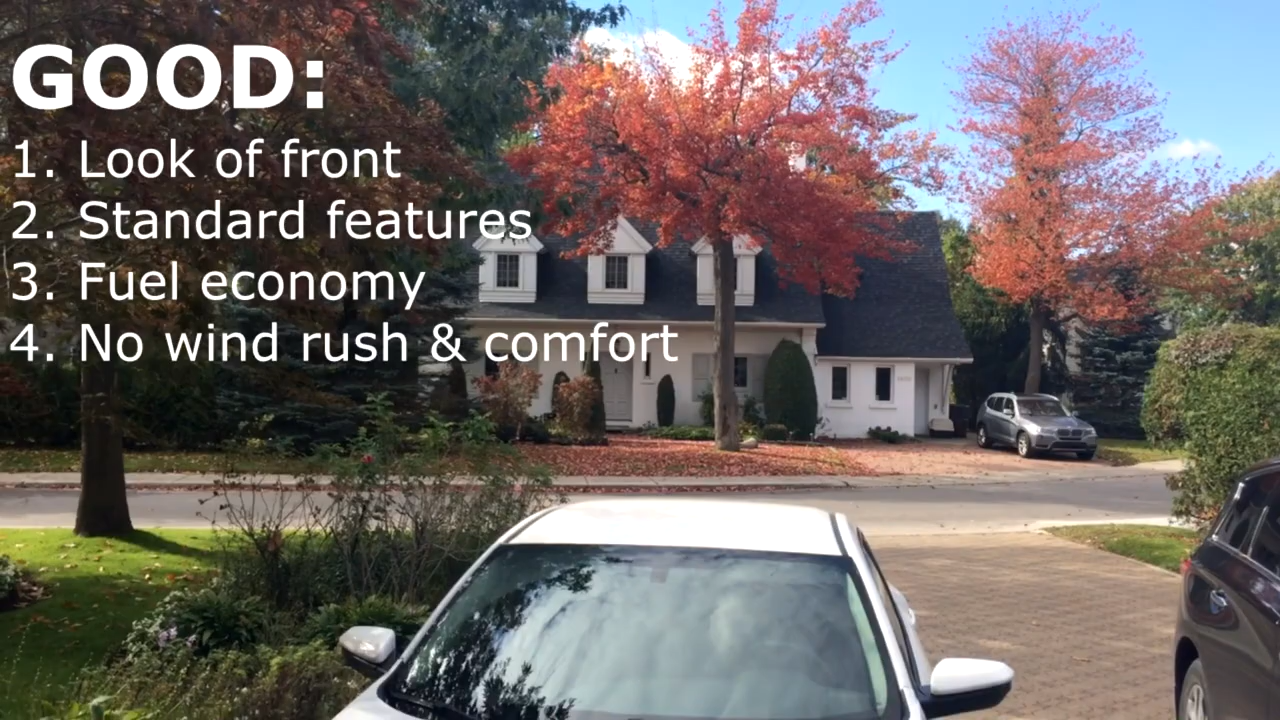 GOOD:
1. Look of front
2. Standard features
3. Fuel economy
4. No wind rush & comfort